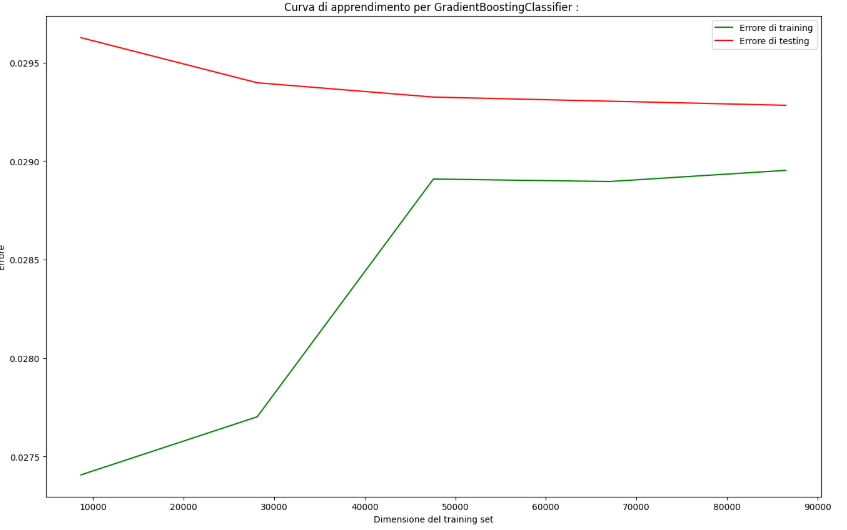 Curva di apprendimento per GradientBoostingClassifier :
Errore di training
Errore di testing
0.0295
0.0290
0.0285
0.0280
0.0275
Errore
10000 20000 30000 40000 50000 60000 70000 80000 90000
Dimensione del training set